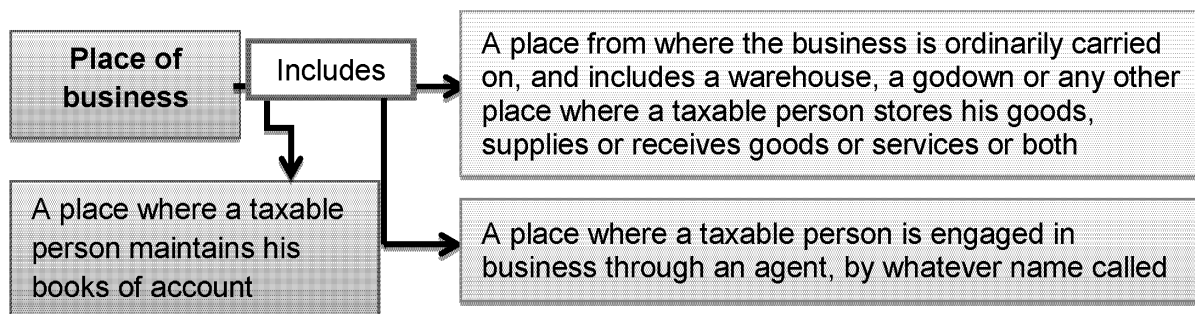 Place of
business
Includes
A place from where the business is ordinarily carried
on, and includes a warehouse, a godown or any other
place where a taxable person stores his goods,
supplies or receives goods or services or both
A place where a taxable
person maintains his
books of account
A place where a taxable person is engaged in
business through an agent, by whatever name called